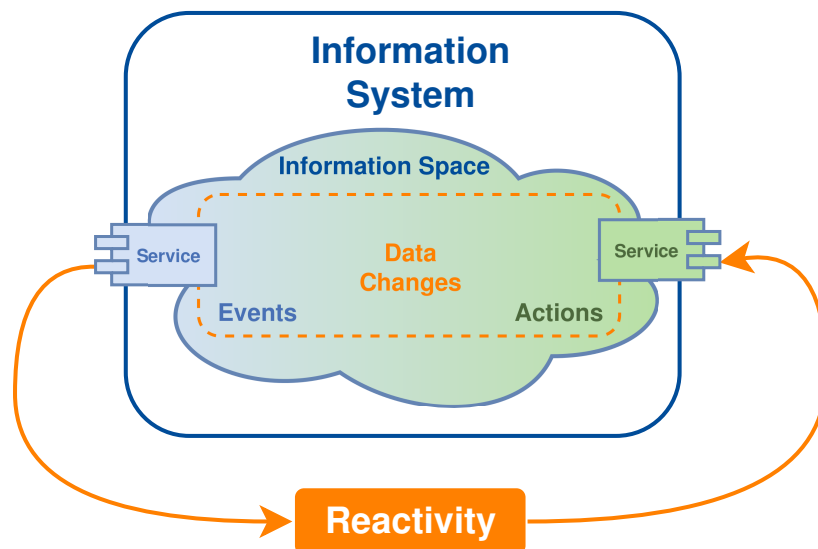 Information
System
Information Space
Service
Service
Data
Changes
Events
Actions
Reactivity